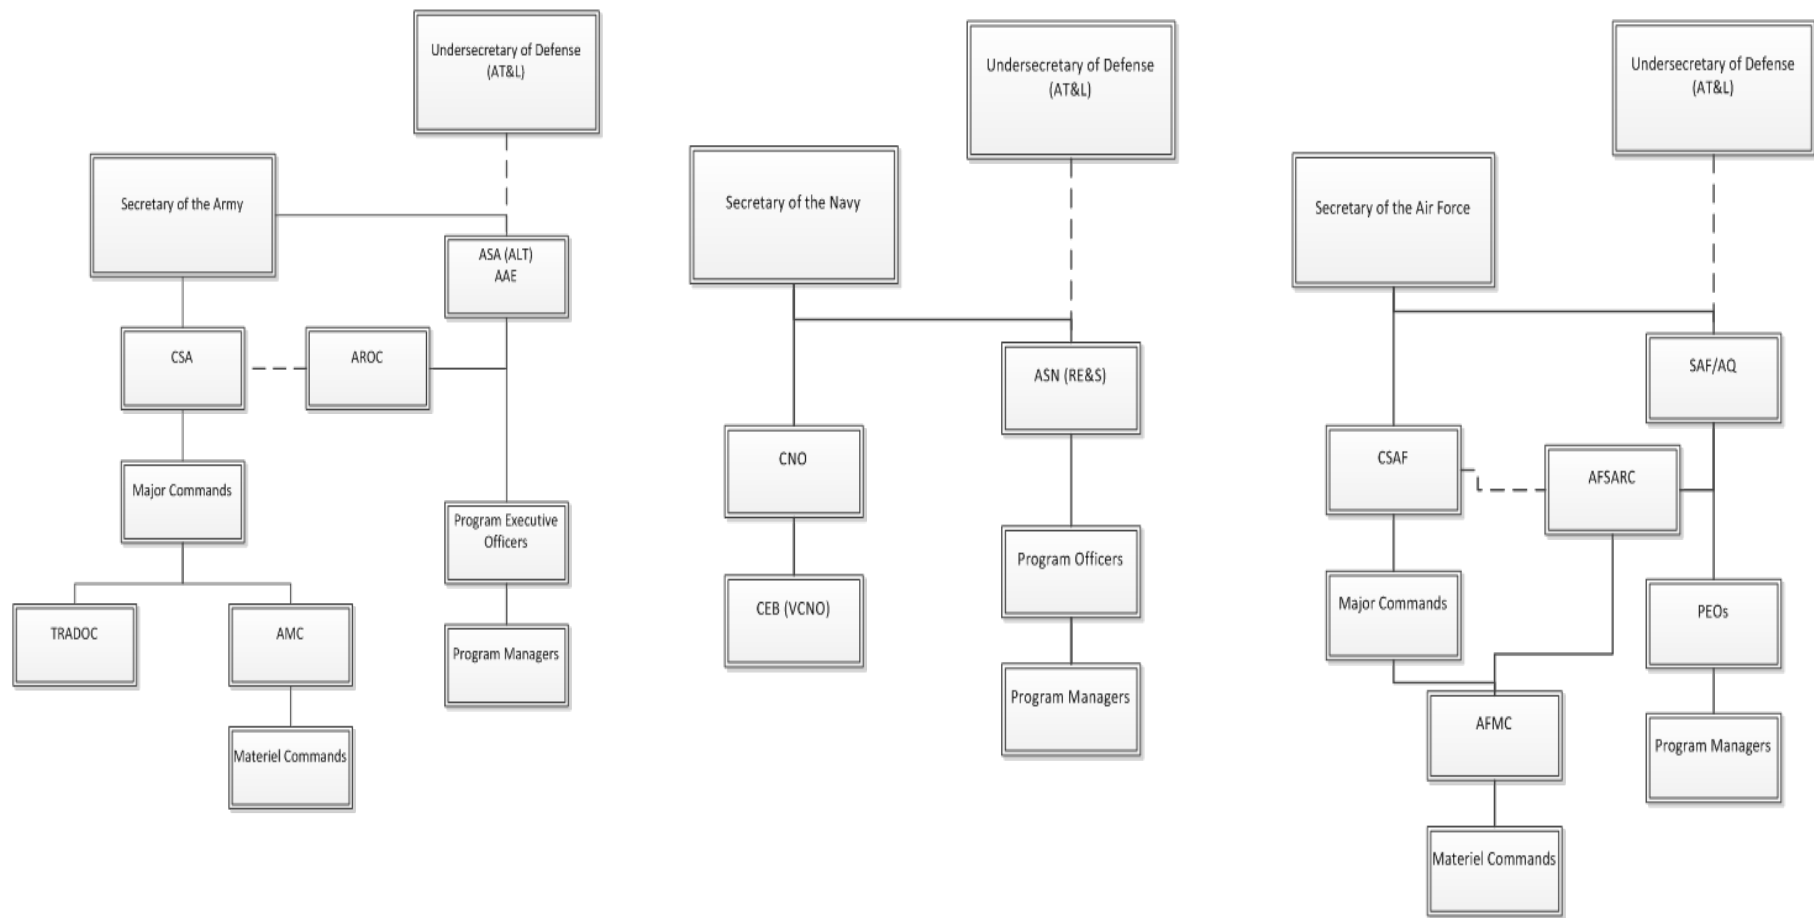 Undersecretary of Defense
(AT&L)
Secretary of the Army
ASA (ALT)
AAE
CSA
AROC
Major Commands
Program Executive
Officers
TRADOC
AMC
Program Managers
Materiel Commands
Undersecretary of Defense
(AT&L)
Secretary of the Navy
ASN (RE&S)
CNO
Program Officers
CEB (VCNO)
Program Managers
Undersecretary of Defense
(AT&L)
Secretary of the Air Force
SAF/AQ
CSAF
AFSARC
Major Commands
PEOs
AFMC
Program Managers
Materiel Commands